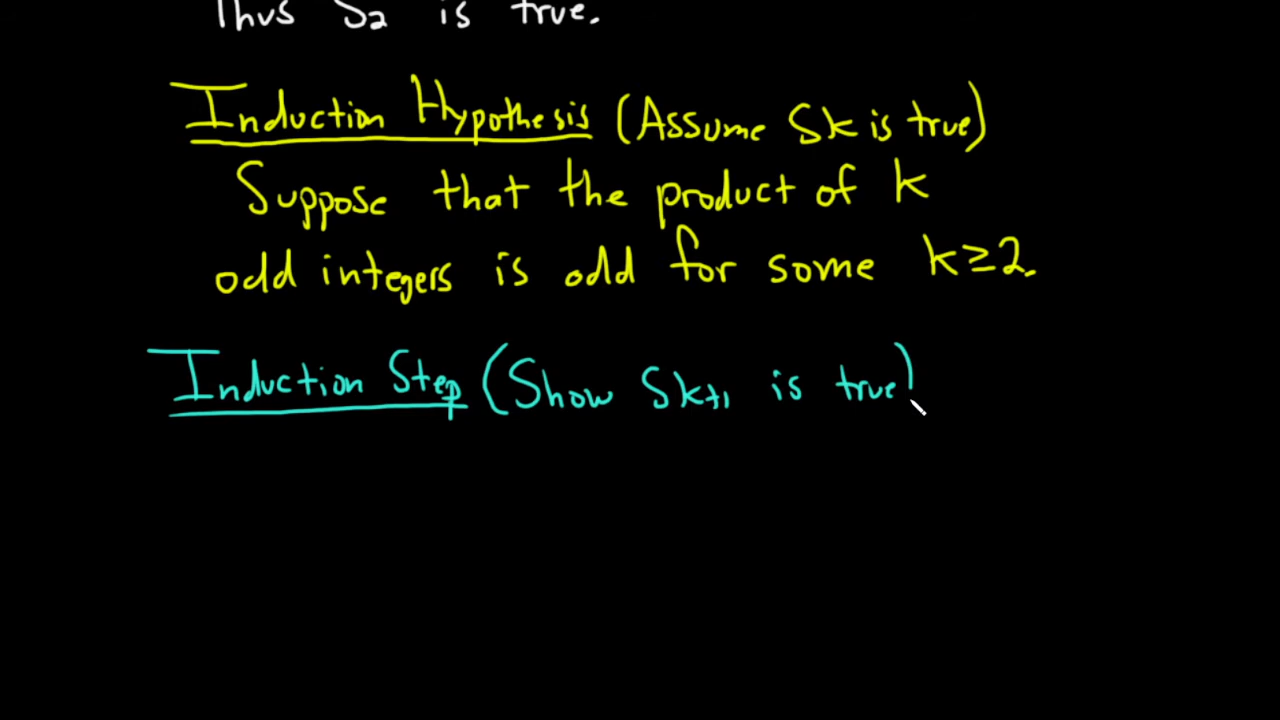 Thus S2 is true.
Induction Hypothesis (Assume Sk is true)
Suppose that the product of k
odd integers is odd for some k≥2.
Induction Step (Show Sk+1 is true)